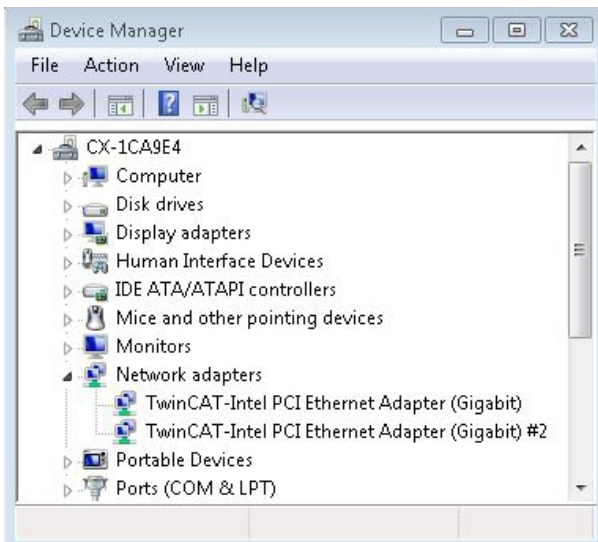 Device Manager
File Action View Help
CX-1CA9E4
Computer
Disk drives
Display adapters
Human Interface Devices
IDE ATA/ATAPI controllers
Mice and other pointing devices
Monitors
Network adapters
TwinCAT-Intel PCI Ethernet Adapter (Gigabit)
TwinCAT-Intel PCI Ethernet Adapter (Gigabit) #2
Portable Devices
Ports (COM & LPT)